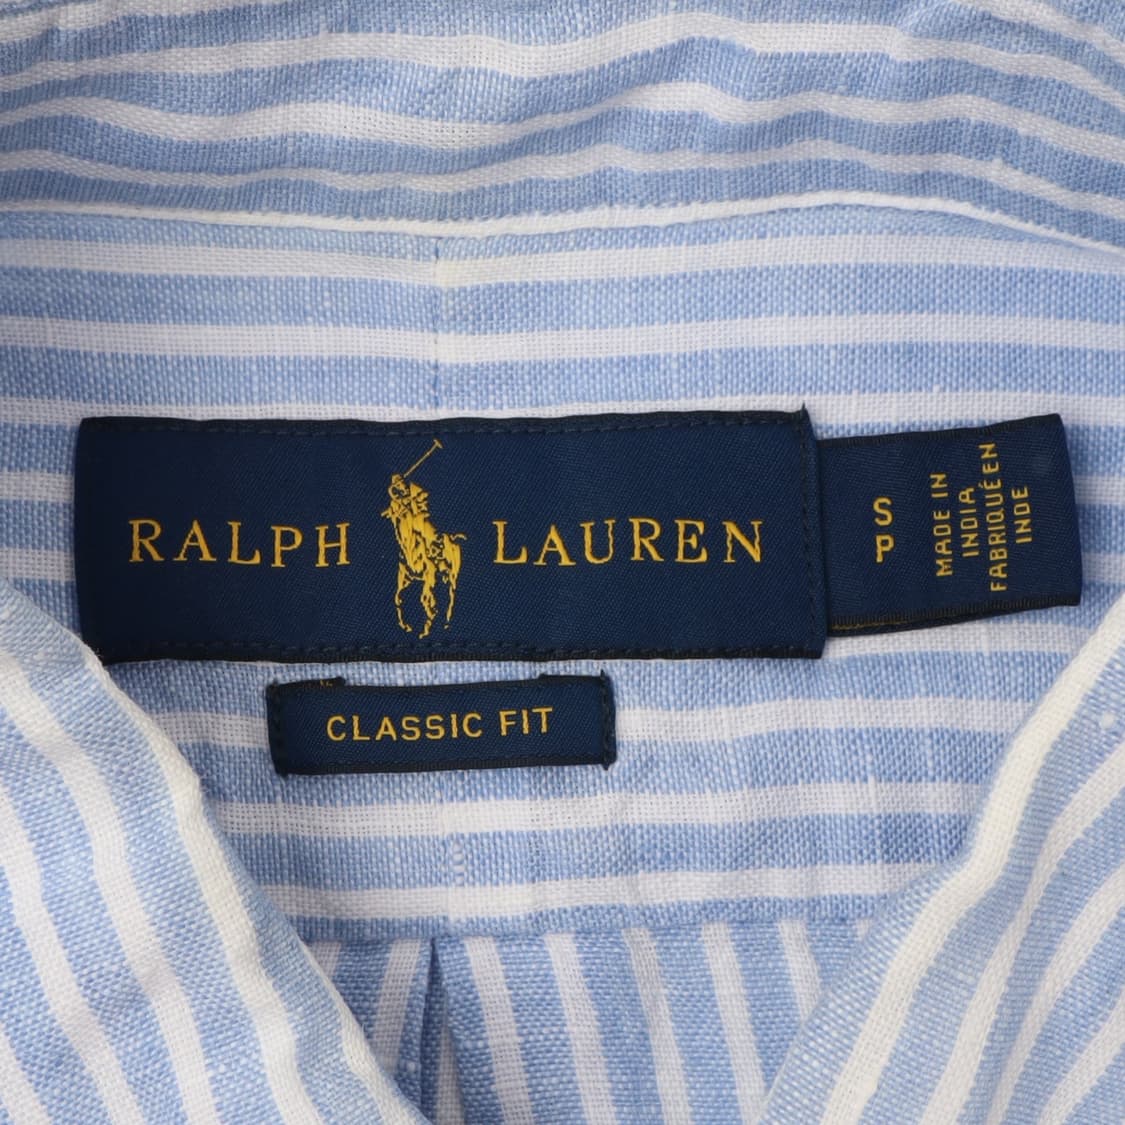 RALPH LAUREN
S
P
MADE IN
INDIA
FABRIQUÉ EN
INDE
CLASSIC FIT